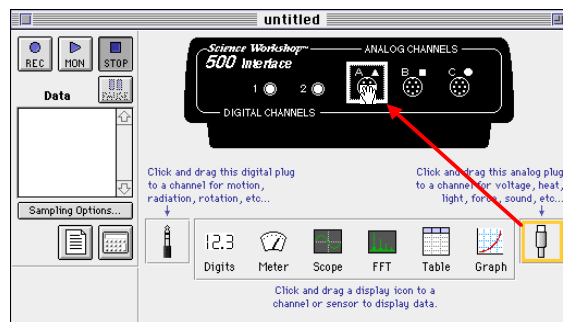 untitled
REC MON STOP
Data PAUSE
Sampling Options...
Science Workshop™
500 Interface
ANALOG CHANNELS
1 2 A B C
DIGITAL CHANNELS
Click and drag this digital plug
to a channel for motion,
radiation, rotation, etc...
Click and drag this analog plug
to a channel for voltage, heat,
light, force, sound, etc...
12.3
Digits Meter Scope FFT Table Graph
Click and drag a display icon to a
channel or sensor to display data.